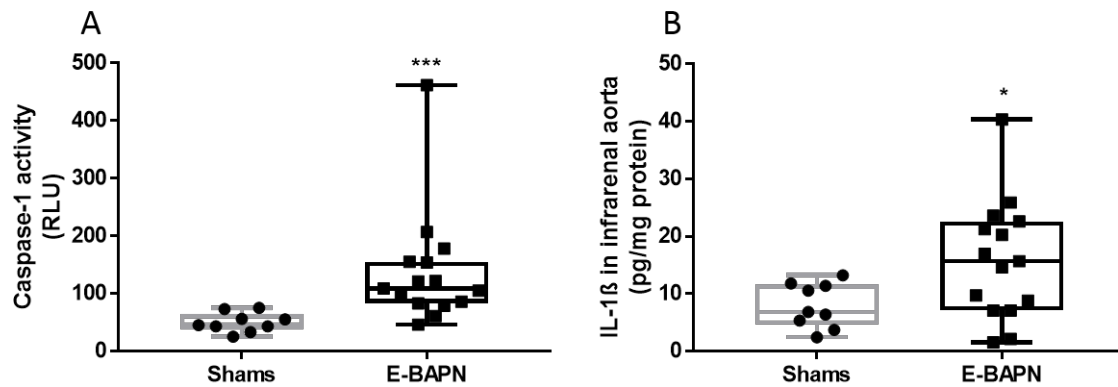 A
Caspase-1 activity
(RLU)
500
400
300
200
100
0
***
Shams
E-BAPN
B
IL-1ß in infrarenal aorta
(pg/mg protein)
50
40
30
20
10
0
*
Shams
E-BAPN